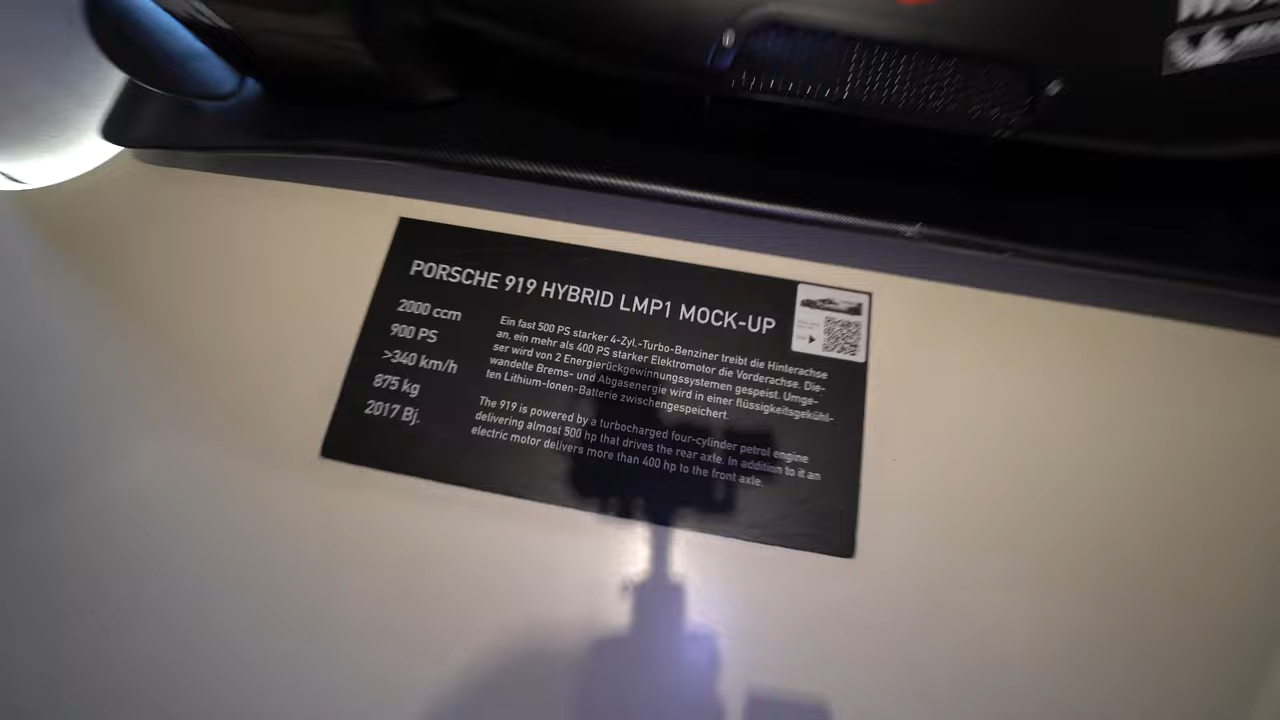 PORSCHE 919 HYBRID LMP1 MOCK-UP
2000 ccm
900 PS
>340 km/h
875 kg
2017 Bj.
Ein fast 500 PS starker 4-Zyl.-Turbo-Benziner treibt die Hinterachse
an, ein mehr als 400 PS starker Elektromotor die Vorderachse. Die-
ser wird von 2 Energierückgewinnungssystemen gespeist. Umge-
wandelte Brems- und Abgasenergie wird in einer flüssigkeitsgekühl-
ten Lithium-Ionen-Batterie zwischengespeichert.
The 919 is powered by a turbocharged four-cylinder petrol engine
delivering almost 500 hp that drives the rear axle. In addition to it an
electric motor delivers more than 400 hp to the front axle.